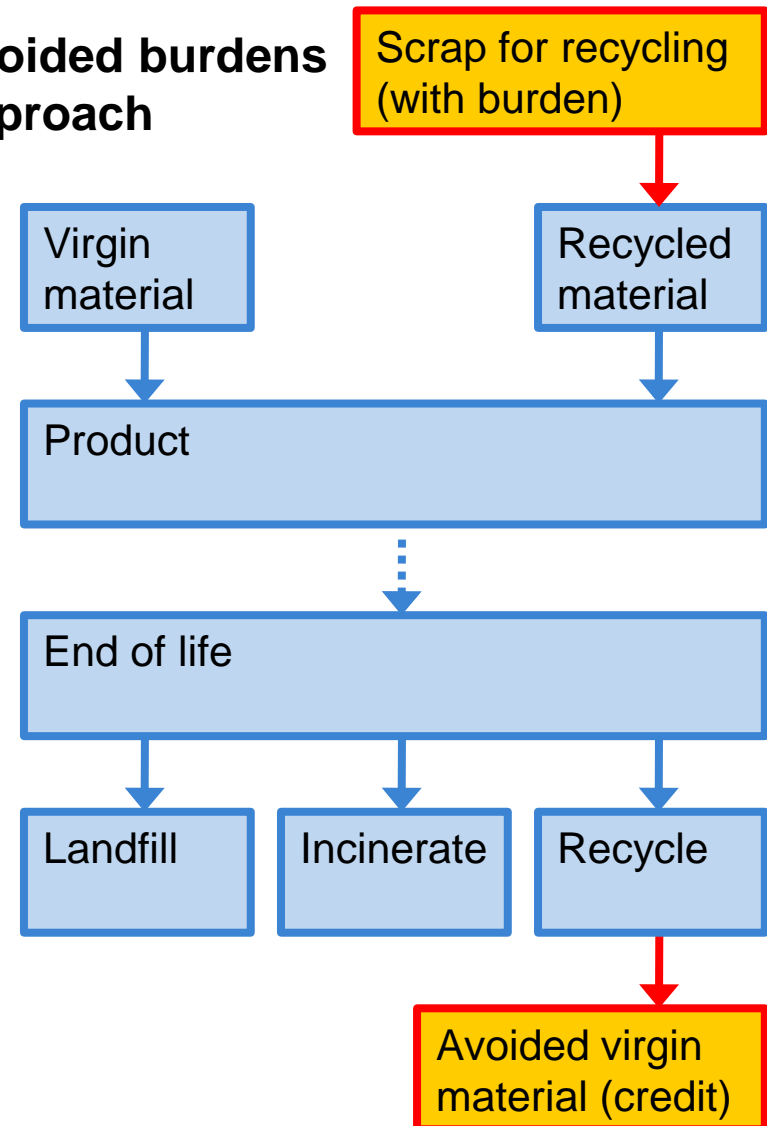 oided burdens
proach
Scrap for recycling
(with burden)
Virgin
material
Recycled
material
Product
End of life
Landfill
Incinerate
Recycle
Avoided virgin
material (credit)